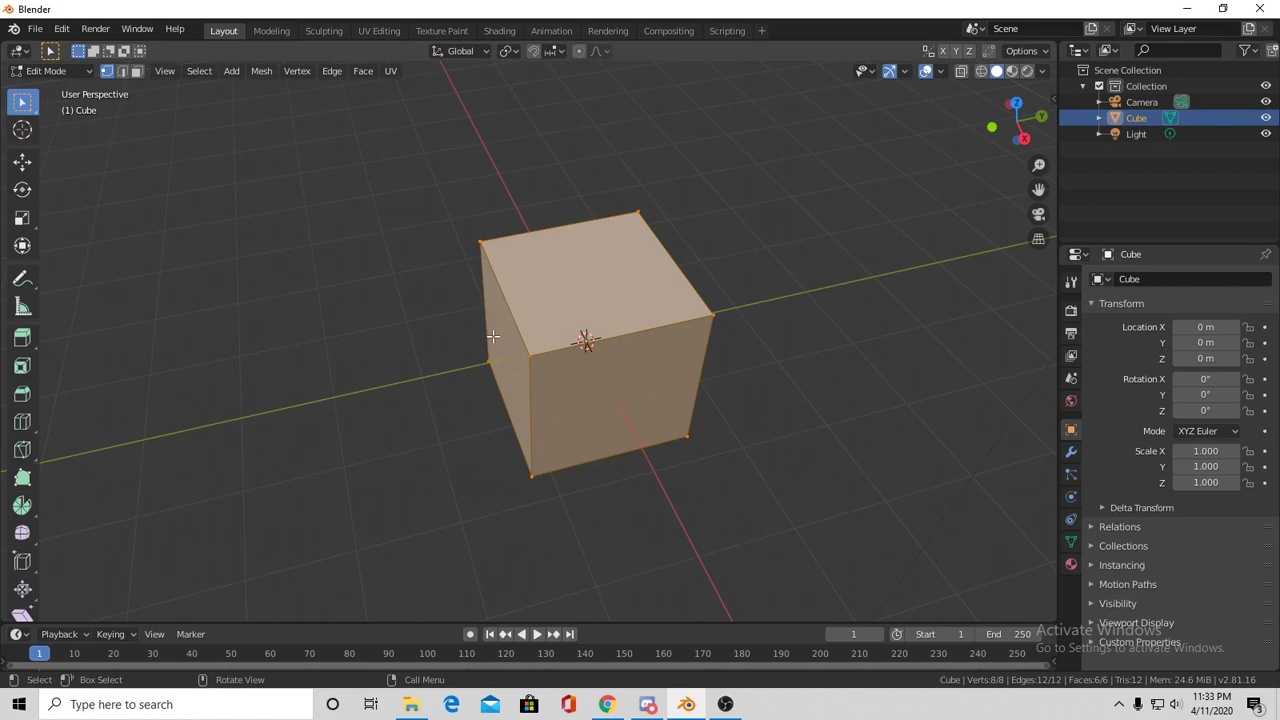 Blender
File Edit Render Window Help Layout Modeling Sculpting UV Editing Texture Paint Shading Animation Rendering Compositing Scripting + Scene View Layer
Global Options
Edit Mode View Select Add Mesh Vertex Edge Face UV X Y Z
User Perspective
(1) Cube
Z
Y
X
Scene Collection
Collection
Camera
Cube
Light
Cube
Cube
Transform
Location X 0 m
Y 0 m
Z 0 m
Rotation X 0°
Y 0°
Z 0°
Mode XYZ Euler
Scale X 1.000
Y 1.000
Z 1.000
Delta Transform
Relations
Collections
Instancing
Motion Paths
Visibility
Viewport Display
Custom Properties
Activate Windows
Go to Settings to activate Windows.
Playback Keying View Marker 1 Start 1 End 250
1 10 20 30 40 50 60 70 80 90 100 110 120 130 140 150 160 170 180 190 200 210 220 230 240 250
Select Box Select Rotate View Call Menu Cube | Verts:8/8 | Edges:12/12 | Faces:6/6 | Tris:12 | Mem: 24.6 MiB | v2.81.16
Type here to search
11:33 PM
4/11/2020
3